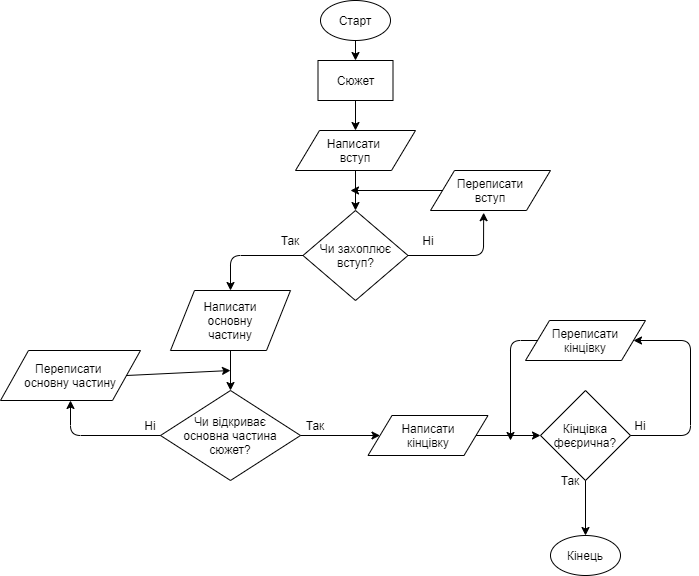 Старт
Сюжет
Написати
вступ
Переписати
вступ
Так
Чи захоплює
вступ?
Ні
Написати
основну
частину
Переписати
основну частину
Ні
Чи відкриває
основна частина
сюжет?
Так
Написати
кінцівку
Переписати
кінцівку
Кінцівка
феєрична?
Ні
Так
Кінець